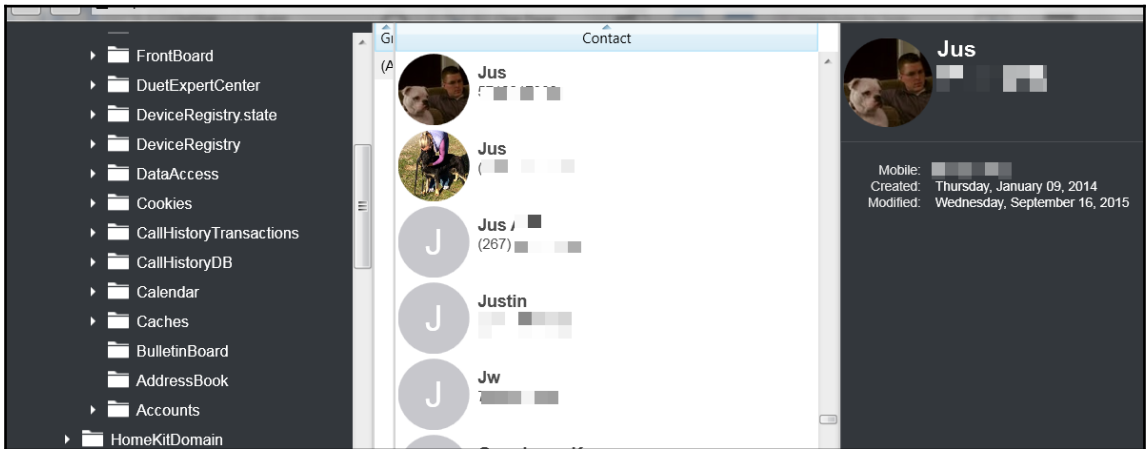 FrontBoard
DuetExpertCenter
DeviceRegistry.state
DeviceRegistry
DataAccess
Cookies
CallHistoryTransactions
CallHistoryDB
Calendar
Caches
BulletinBoard
AddressBook
Accounts
HomeKitDomain
Contact
Jus
Jus
J
Jus
(267)
J
Justin
J
Jw
Jus
Mobile:
Created: Thursday, January 09, 2014
Modified: Wednesday, September 16, 2015